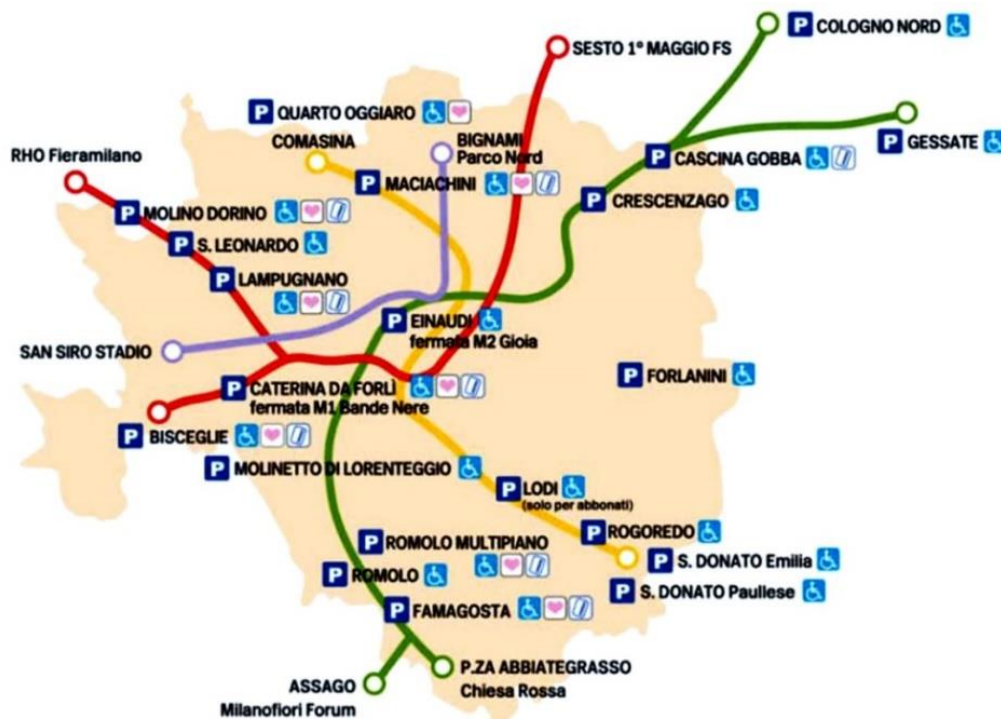 P COLOGNO NORD
SESTO 1° MAGGIO FS
P QUARTO OGGIARO
COMASINA
BIGNAMI
Parco Nord
P GESSATE
P CASCINA GOBBA
RHO Fieramilano
P MACIACHINI
P CRESCENZAGO
P MOLINO DORINO
P S. LEONARDO
P LAMPUGNANO
P EINAUDI
fermata M2 Gioia
SAN SIRO STADIO
P FORLANINI
P CATERINA DA FORLÌ
fermata M1 Bande Nere
P BISCEGLIE
P MOLINETTO DI LORENTEGGIO
P LODI
(solo per abbonati)
P ROGOREDO
P ROMOLO MULTIPIANO
P S. DONATO Emilia
P ROMOLO
P S. DONATO Paullese
P FAMAGOSTA
P.ZA ABBIATEGRASSO
Chiesa Rossa
ASSAGO
Milanofiori Forum